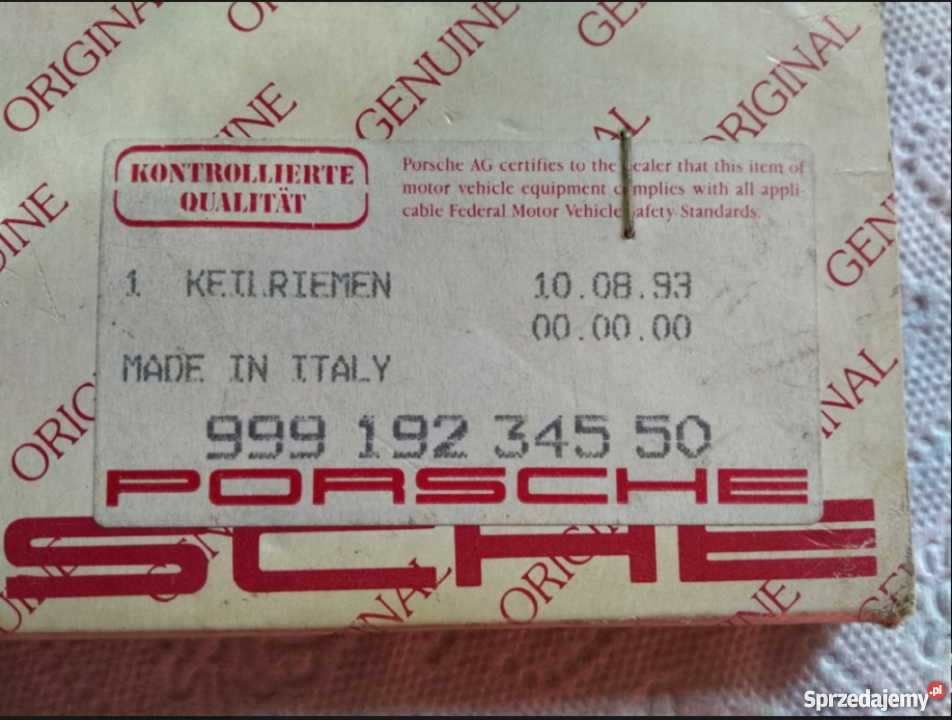 ORIGINAL
GENUINE
ORIGINAL
KONTROLLIERTE
QUALITÄT
Porsche AG certifies to the dealer that this item of
motor vehicle equipment complies with all appli-
cable Federal Motor Vehicle Safety Standards.
1 KEILRIEMEN 10.08.93
00.00.00
MADE IN ITALY
999 192 345 50
PORSCHE
SCHE
Sprzedajemy.pl